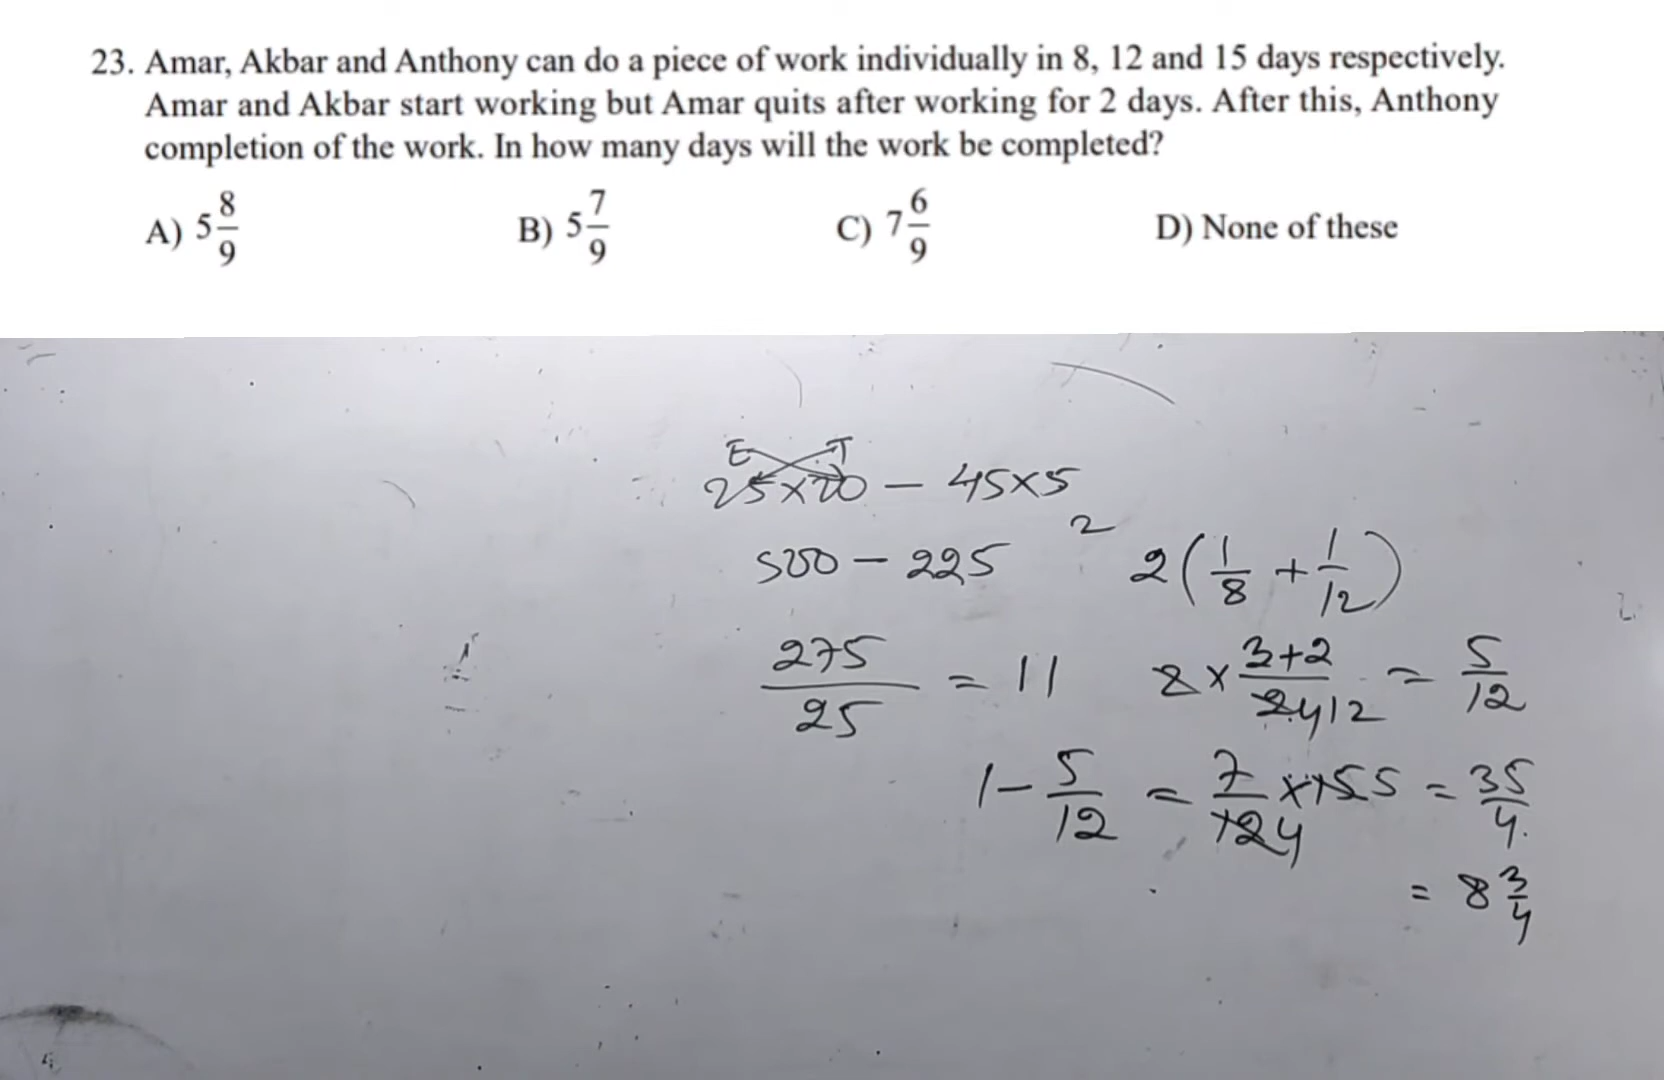 23. Amar, Akbar and Anthony can do a piece of work individually in 8, 12 and 15 days respectively.
Amar and Akbar start working but Amar quits after working for 2 days. After this, Anthony
completion of the work. In how many days will the work be completed?
A) 5 8/9 B) 5 7/9 C) 7 6/9 D) None of these
E T
25×20 − 45×5
2
500 − 225
2(1/8 + 1/12)
275/25 = 11
2 × 3+2/24 12 = 5/12
1 − 5/12 = 7/12 4 × 15 5 = 35/4
= 8 3/4